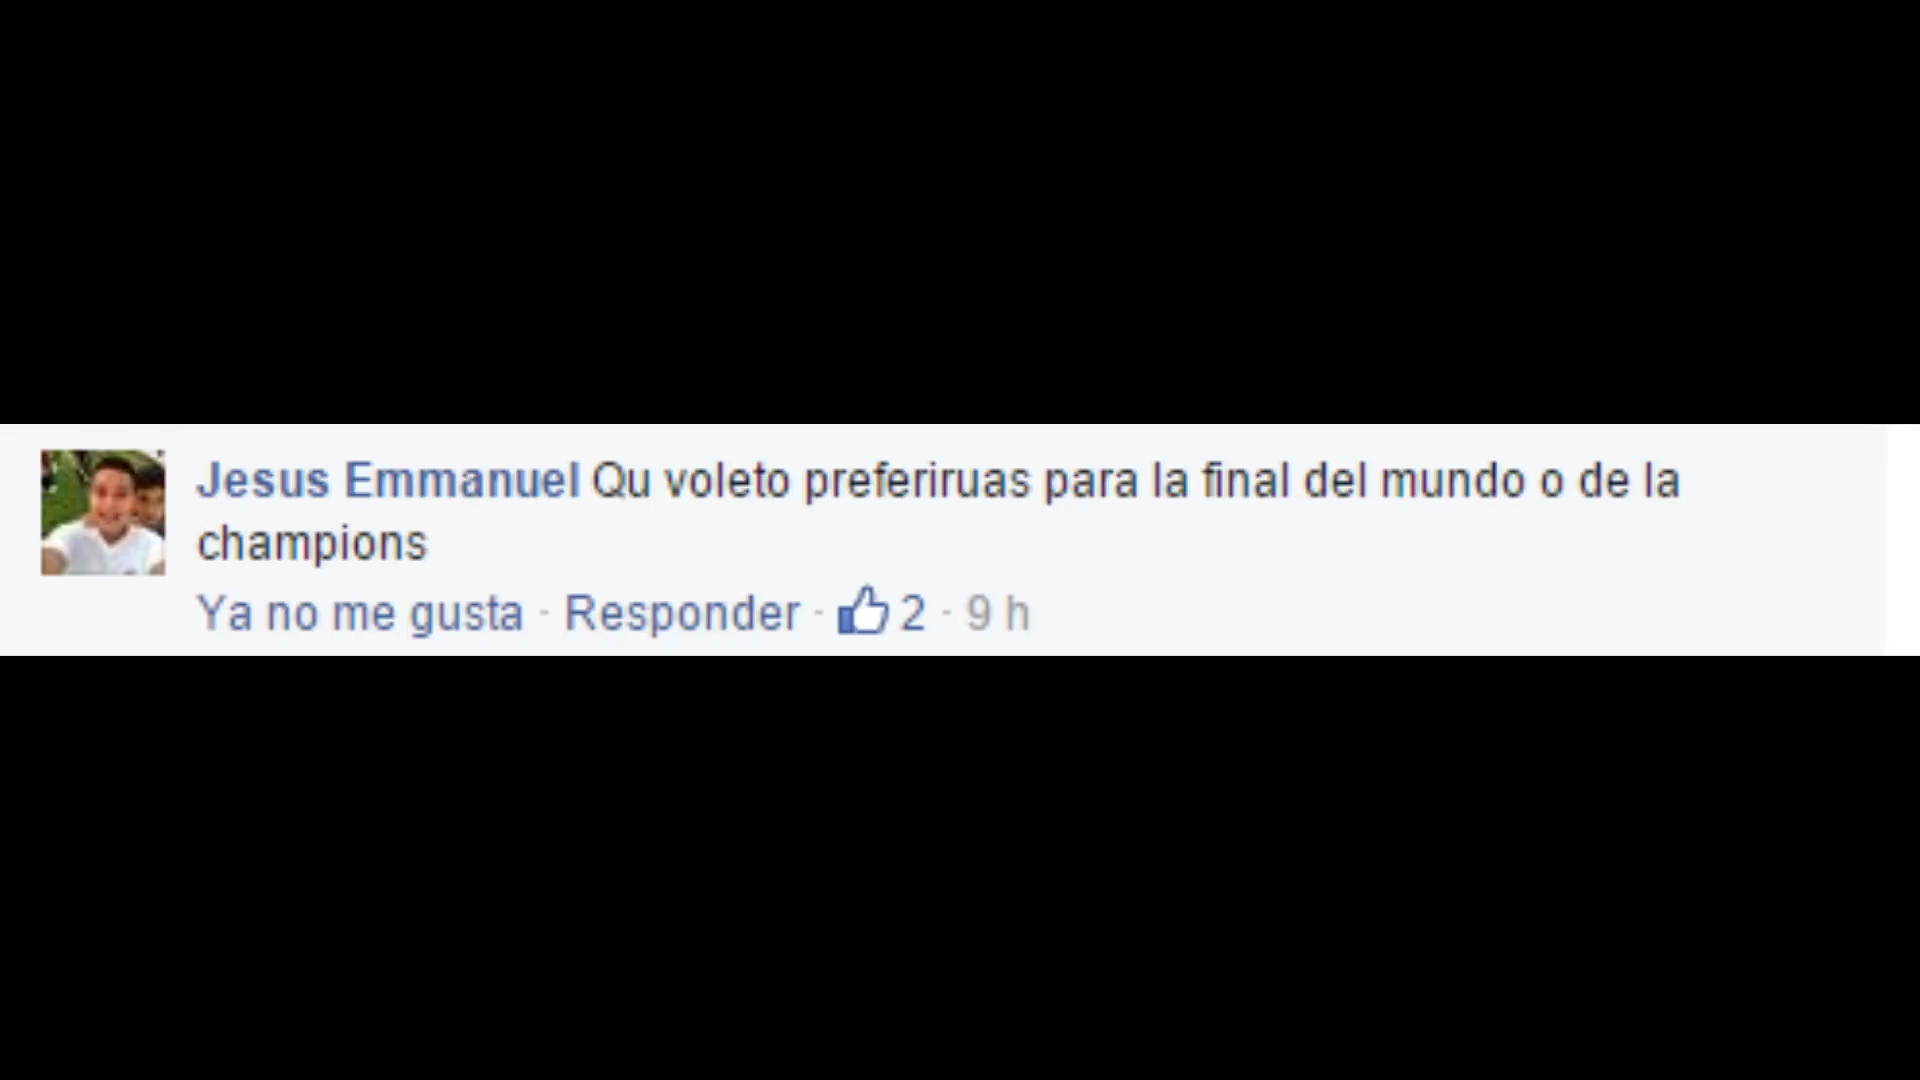 Jesus Emmanuel Qu voleto preferiruas para la final del mundo o de la
champions
Ya no me gusta · Responder · 2 · 9 h